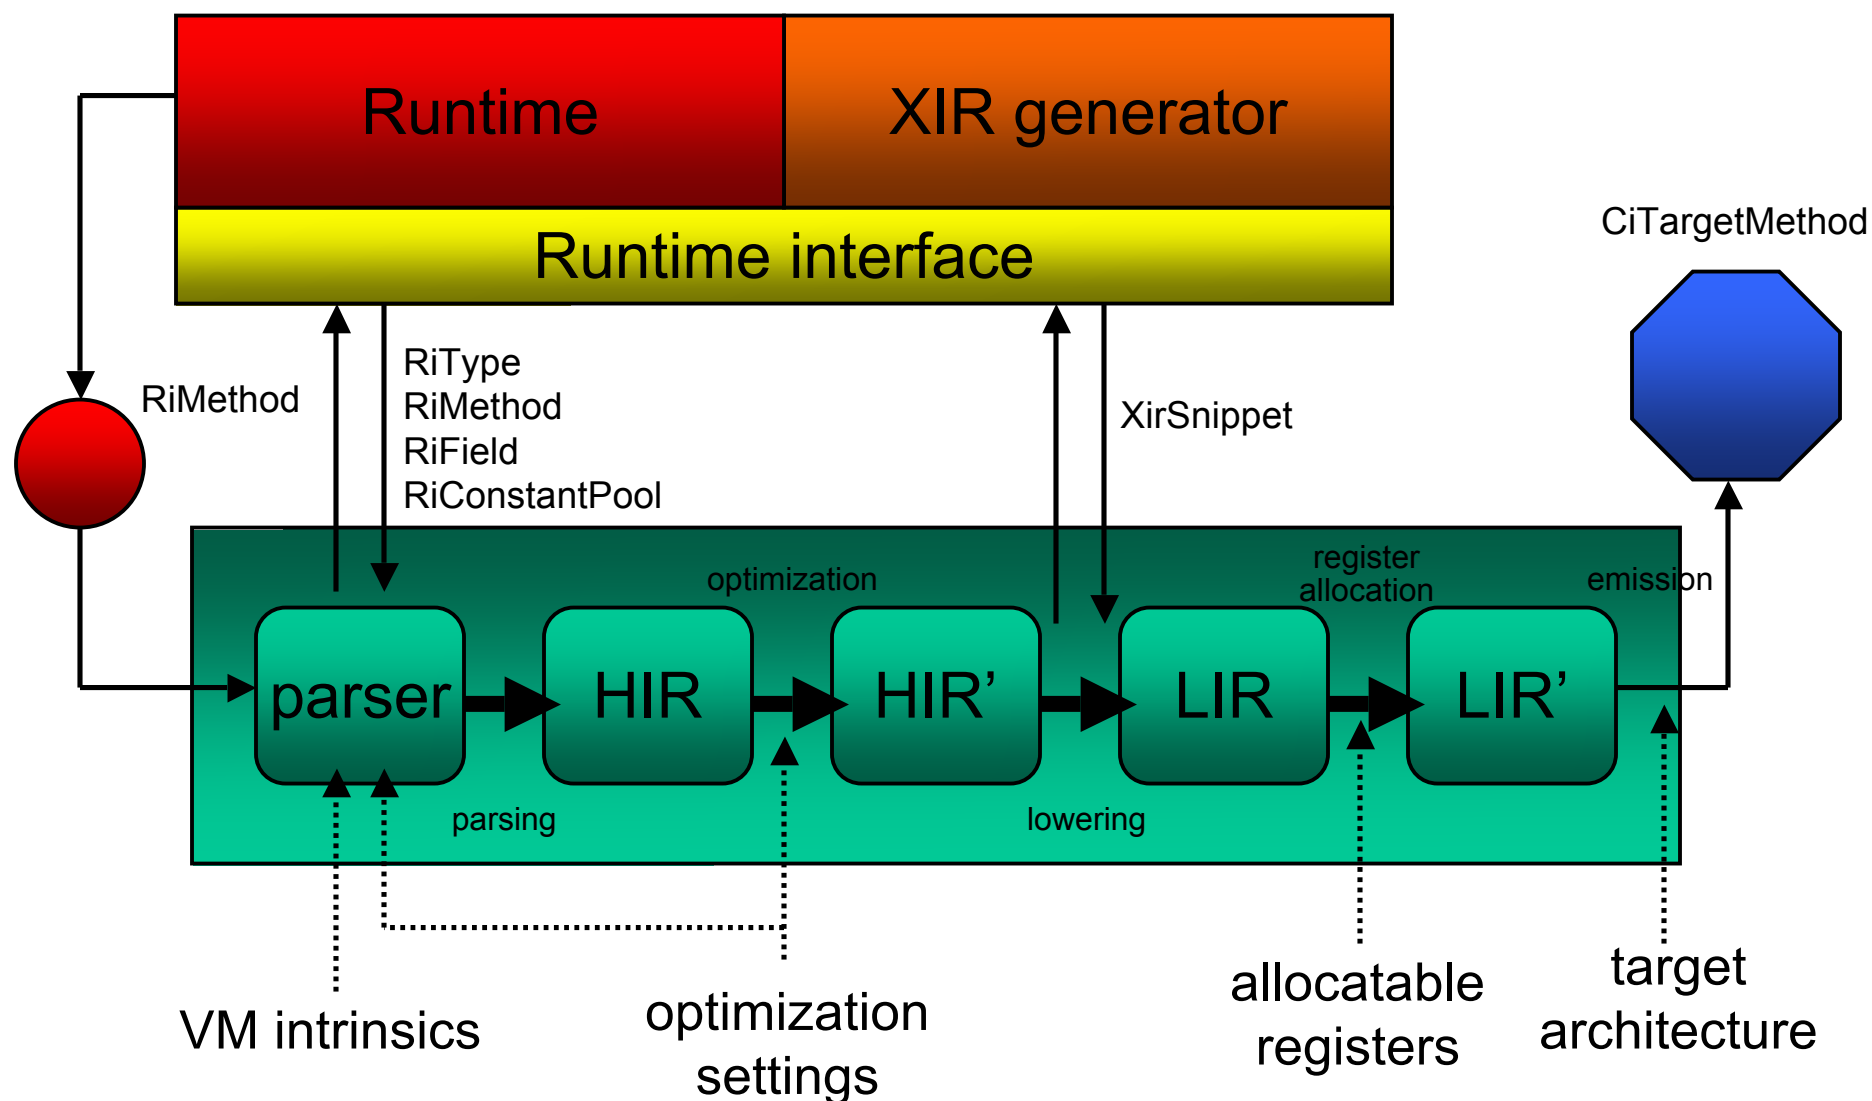 Runtime
XIR generator
Runtime interface
CiTargetMethod
RiMethod
RiType
RiMethod
RiField
RiConstantPool
XirSnippet
optimization
register
allocation
emission
parser
HIR
HIR’
LIR
LIR’
parsing
lowering
VM intrinsics
optimization
settings
allocatable
registers
target
architecture